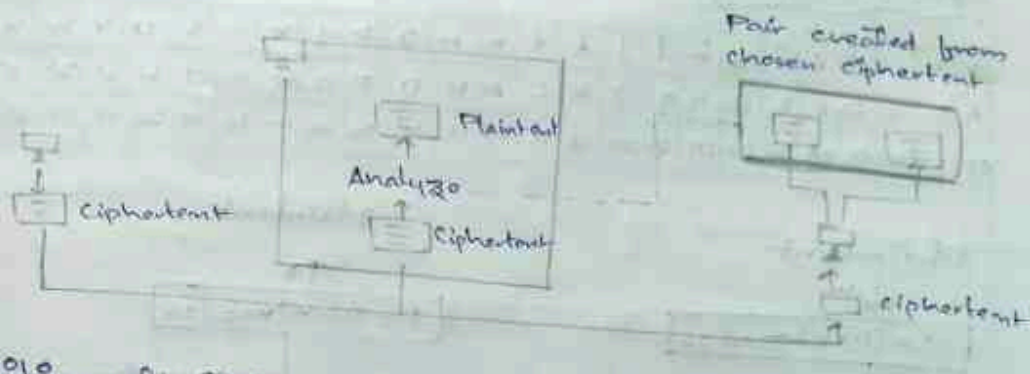 Pair created from
chosen ciphertext
Plaintext
Analyze
Ciphertext
Ciphertext
Ciphertext